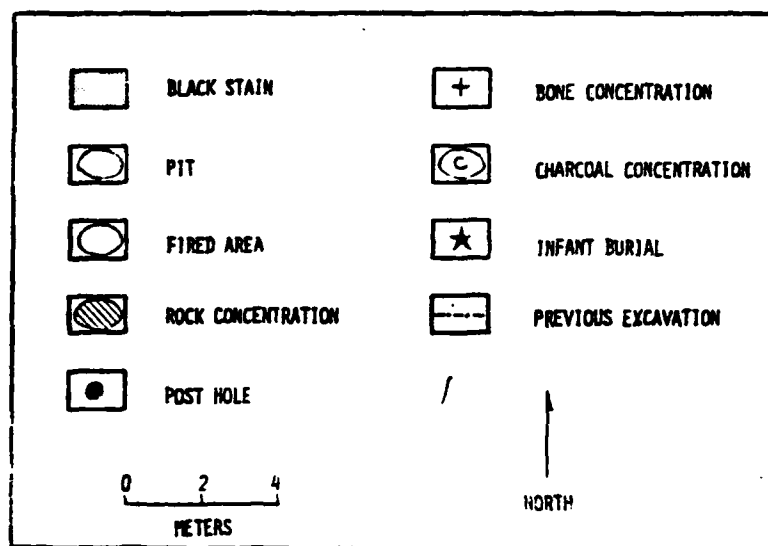 BLACK STAIN
PIT
FIRED AREA
ROCK CONCENTRATION
POST HOLE
+ BONE CONCENTRATION
C CHARCOAL CONCENTRATION
INFANT BURIAL
PREVIOUS EXCAVATION
0 2 4
METERS
NORTH